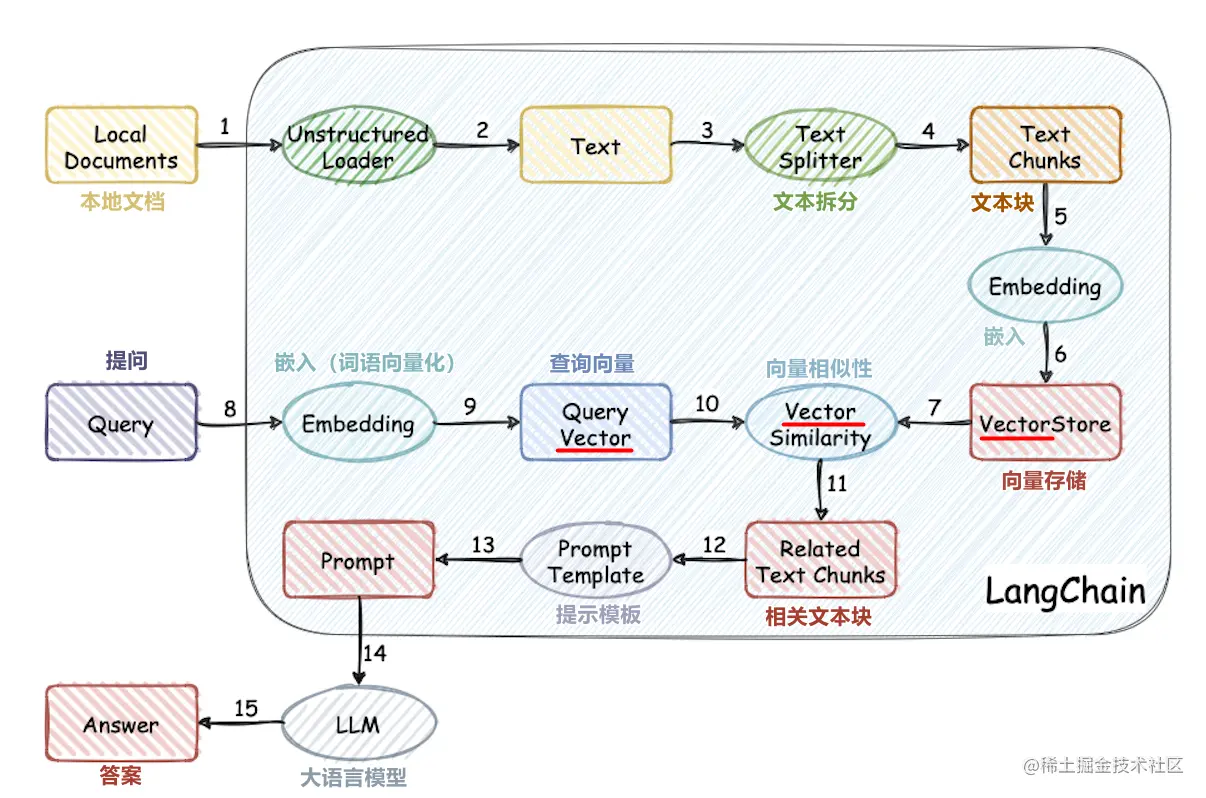 Local
Documents
本地文档
1
Unstructured
Loader
2
Text
3
Text
Splitter
文本拆分
4
Text
Chunks
文本块
5
Embedding
嵌入
6
提问
Query
8
嵌入（词语向量化）
Embedding
9
查询向量
Query
Vector
10
向量相似性
Vector
Similarity
7
VectorStore
向量存储
11
Prompt
13
Prompt
Template
提示模板
12
Related
Text Chunks
相关文本块
LangChain
14
Answer
答案
15
LLM
大语言模型
@稀土掘金技术社区